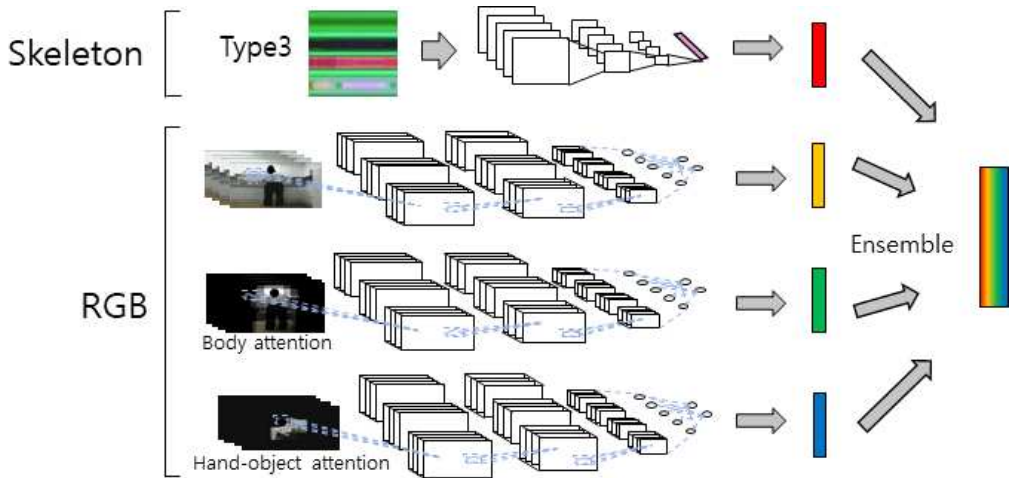 Skeleton
Type3
RGB
Body attention
Hand-object attention
Ensemble